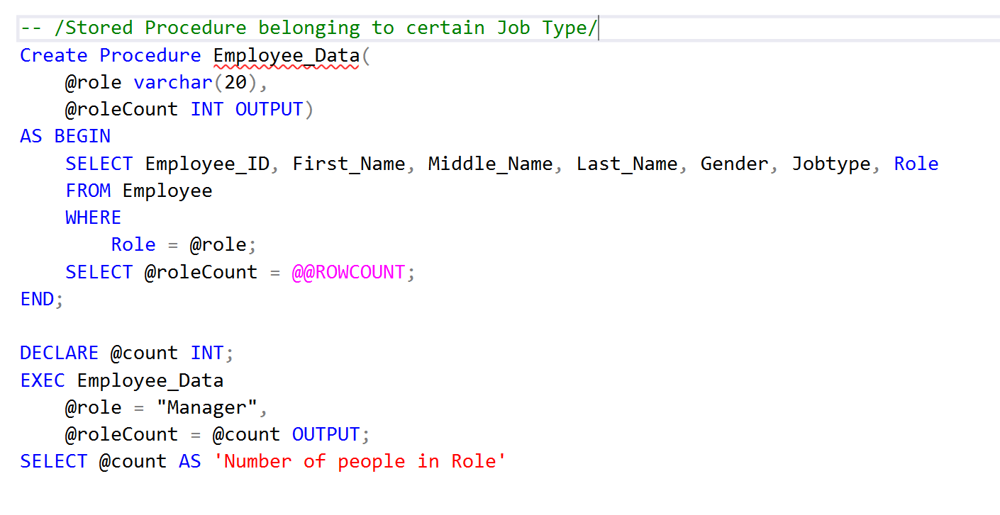 -- /Stored Procedure belonging to certain Job Type/
Create Procedure Employee_Data(
    @role varchar(20),
    @roleCount INT OUTPUT)
AS BEGIN
    SELECT Employee_ID, First_Name, Middle_Name, Last_Name, Gender, Jobtype, Role
    FROM Employee
    WHERE
        Role = @role;
    SELECT @roleCount = @@ROWCOUNT;
END;

DECLARE @count INT;
EXEC Employee_Data
    @role = "Manager",
    @roleCount = @count OUTPUT;
SELECT @count AS 'Number of people in Role'